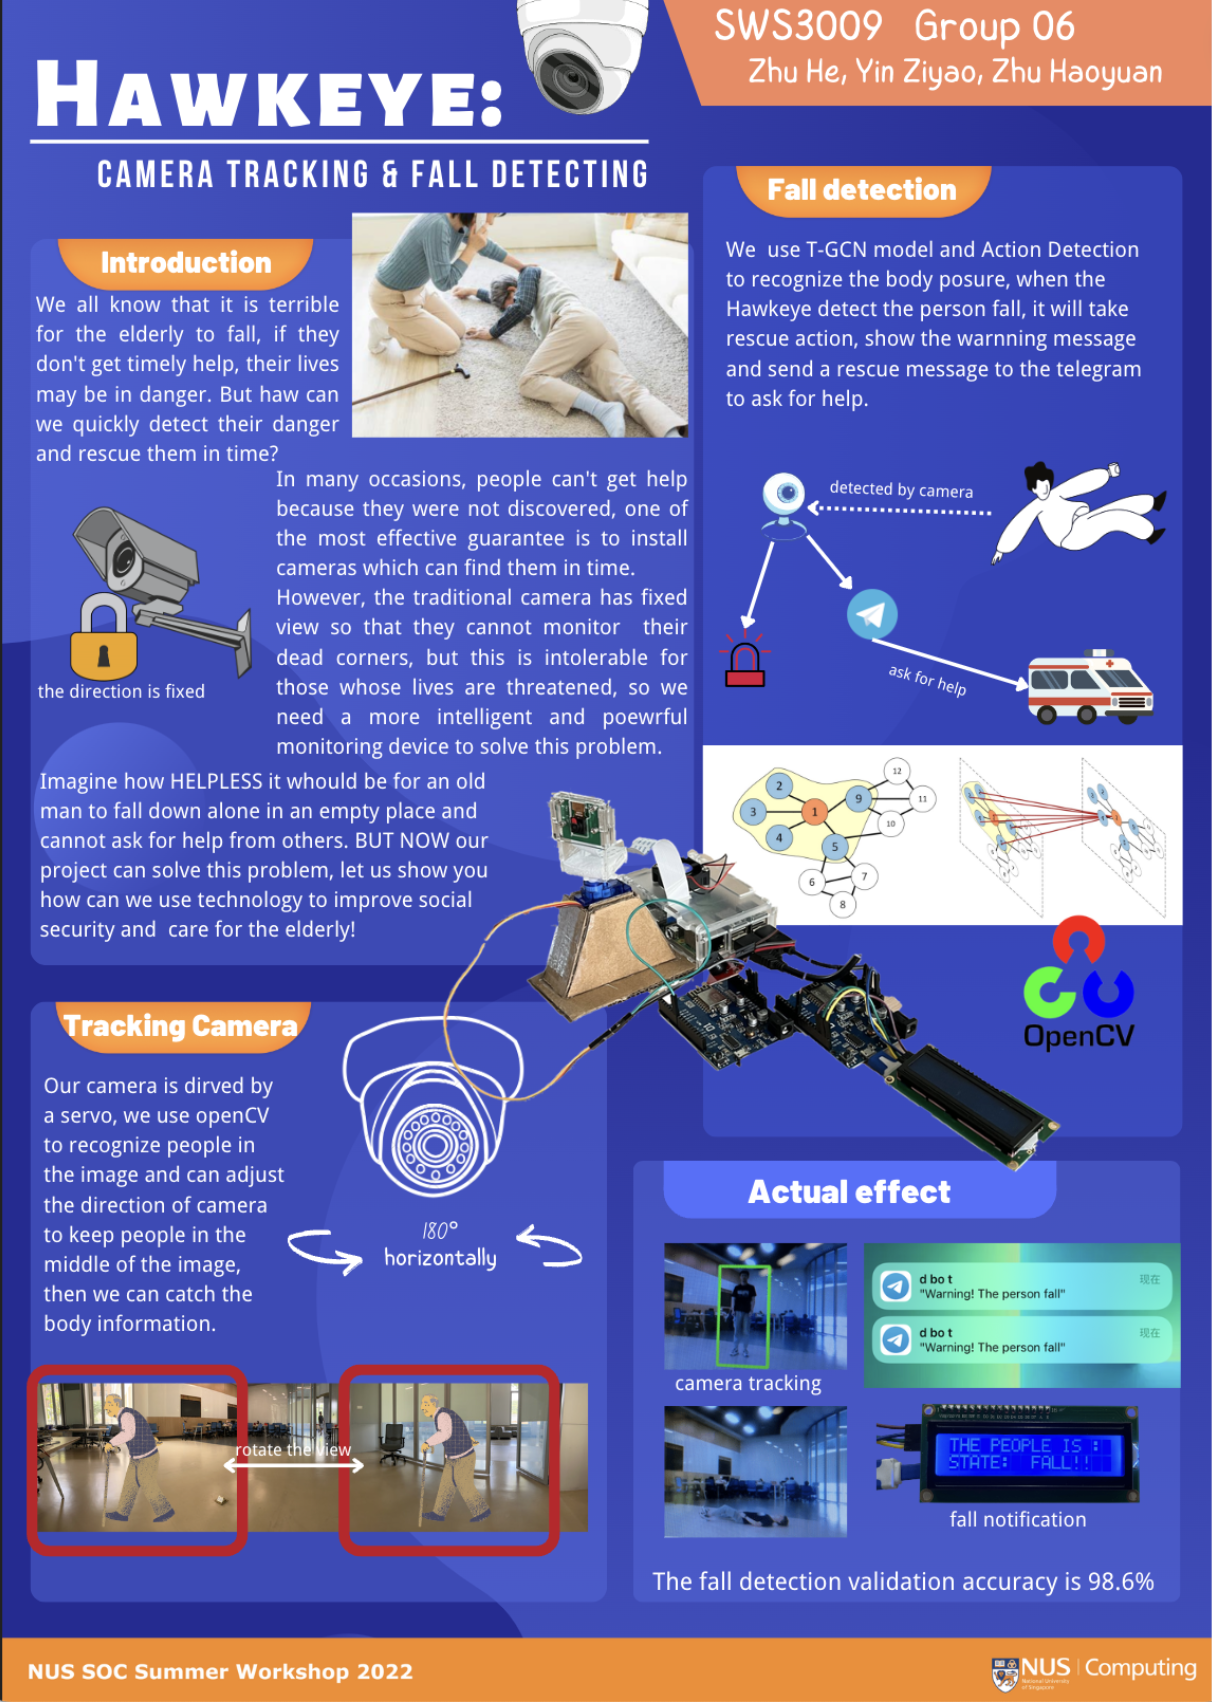 SWS3009 Group 06
Zhu He, Yin Ziyao, Zhu Haoyuan
HAWKEYE:
CAMERA TRACKING & FALL DETECTING
Introduction
We all know that it is terrible
for the elderly to fall, if they
don't get timely help, their lives
may be in danger. But haw can
we quickly detect their danger
and rescue them in time?
In many occasions, people can't get help
because they were not discovered, one of
the most effective guarantee is to install
cameras which can find them in time.
However, the traditional camera has fixed
view so that they cannot monitor their
dead corners, but this is intolerable for
those whose lives are threatened, so we
need a more intelligent and poewrful
monitoring device to solve this problem.
the direction is fixed
Imagine how HELPLESS it whould be for an old
man to fall down alone in an empty place and
cannot ask for help from others. BUT NOW our
project can solve this problem, let us show you
how can we use technology to improve social
security and care for the elderly!
Fall detection
We use T-GCN model and Action Detection
to recognize the body posture, when the
Hawkeye detect the person fall, it will take
rescue action, show the warnning message
and send a rescue message to the telegram
to ask for help.
detected by camera
ask for help
12
2
9
11
3
1
10
4
5
6
7
8
OpenCV
Tracking Camera
Our camera is dirved by
a servo, we use openCV
to recognize people in
the image and can adjust
the direction of camera
to keep people in the
middle of the image,
then we can catch the
body information.
180°
horizontally
rotate the view
Actual effect
d bot
现在
"Warning! The person fall"
d bot
现在
"Warning! The person fall"
camera tracking
THE PEOPLE IS :
STATE: FALL!!
fall notification
The fall detection validation accuracy is 98.6%
NUS SOC Summer Workshop 2022
NUS Computing
National University
of Singapore